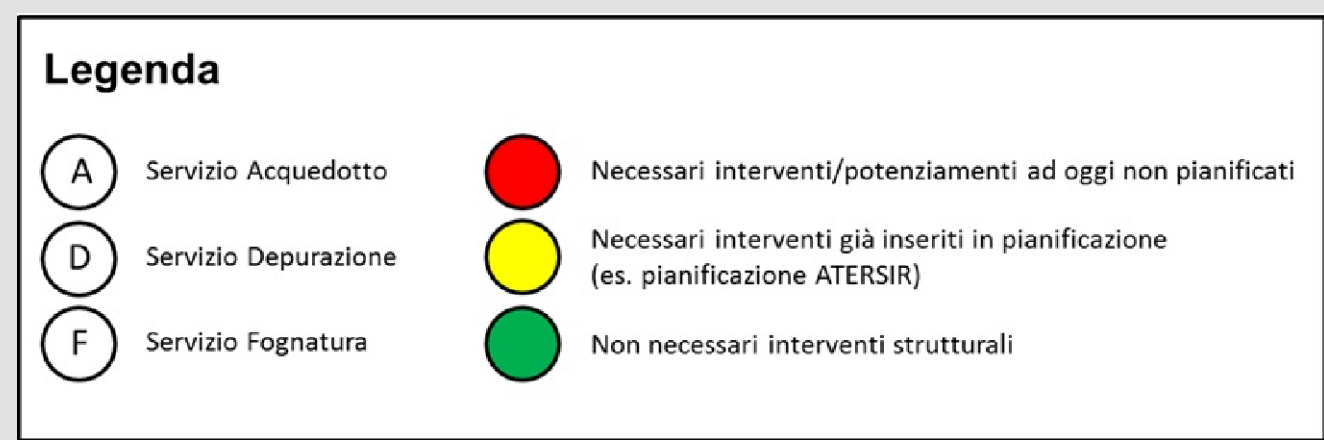 Legenda
A Servizio Acquedotto
Necessari interventi/potenziamenti ad oggi non pianificati
D Servizio Depurazione
Necessari interventi già inseriti in pianificazione
(es. pianificazione ATERSIR)
F Servizio Fognatura
Non necessari interventi strutturali